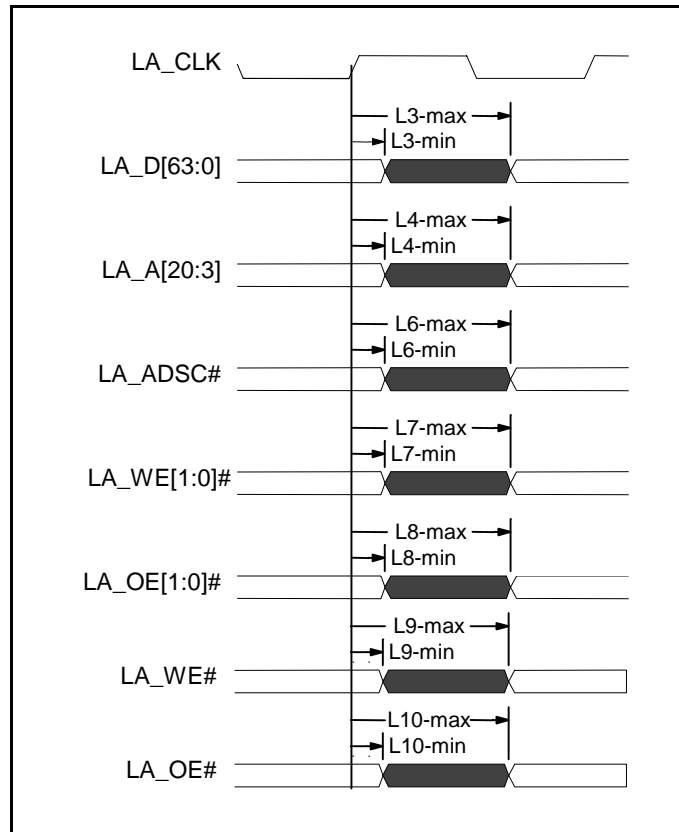 LA_CLK
L3-max
L3-min
LA_D[63:0]
L4-max
L4-min
LA_A[20:3]
L6-max
L6-min
LA_ADSC#
L7-max
L7-min
LA_WE[1:0]#
L8-max
L8-min
LA_OE[1:0]#
L9-max
L9-min
LA_WE#
L10-max
L10-min
LA_OE#